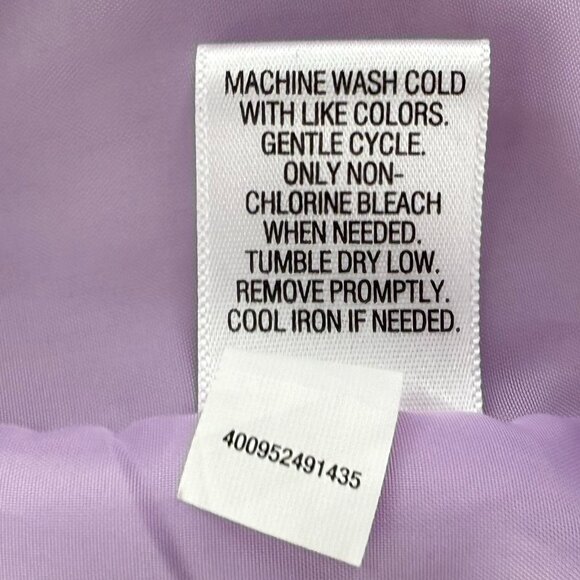 MACHINE WASH COLD
WITH LIKE COLORS.
GENTLE CYCLE.
ONLY NON-
CHLORINE BLEACH
WHEN NEEDED.
TUMBLE DRY LOW.
REMOVE PROMPTLY.
COOL IRON IF NEEDED.
400952491435